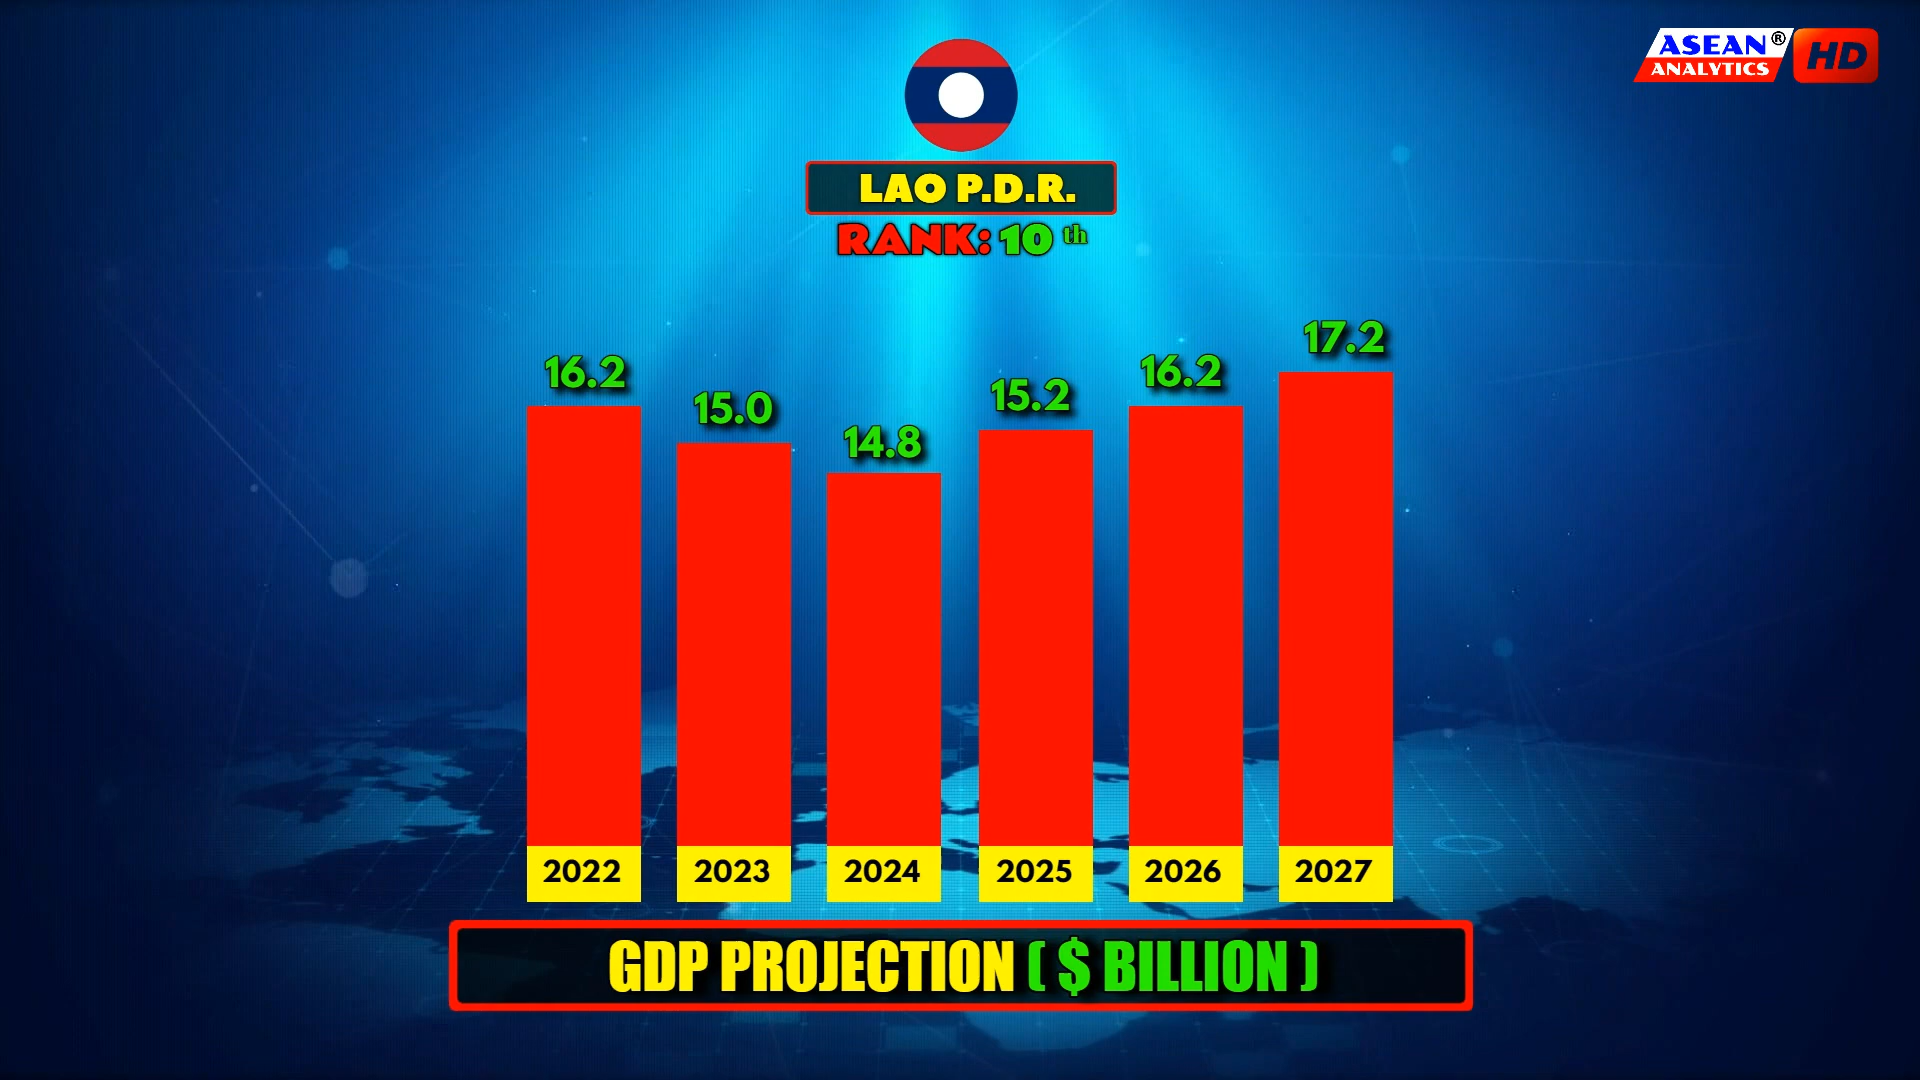 ASEAN®
ANALYTICS
HD
LAO P.D.R.
RANK: 10 th
16.2
15.0
14.8
15.2
16.2
17.2
2022
2023
2024
2025
2026
2027
GDP PROJECTION ( $ BILLION )